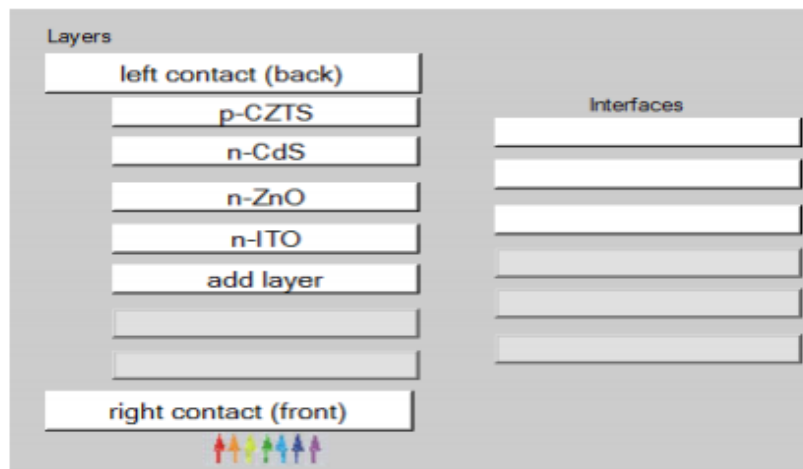 Layers
left contact (back)
p-CZTS
Interfaces
n-CdS
n-ZnO
n-ITO
add layer
right contact (front)